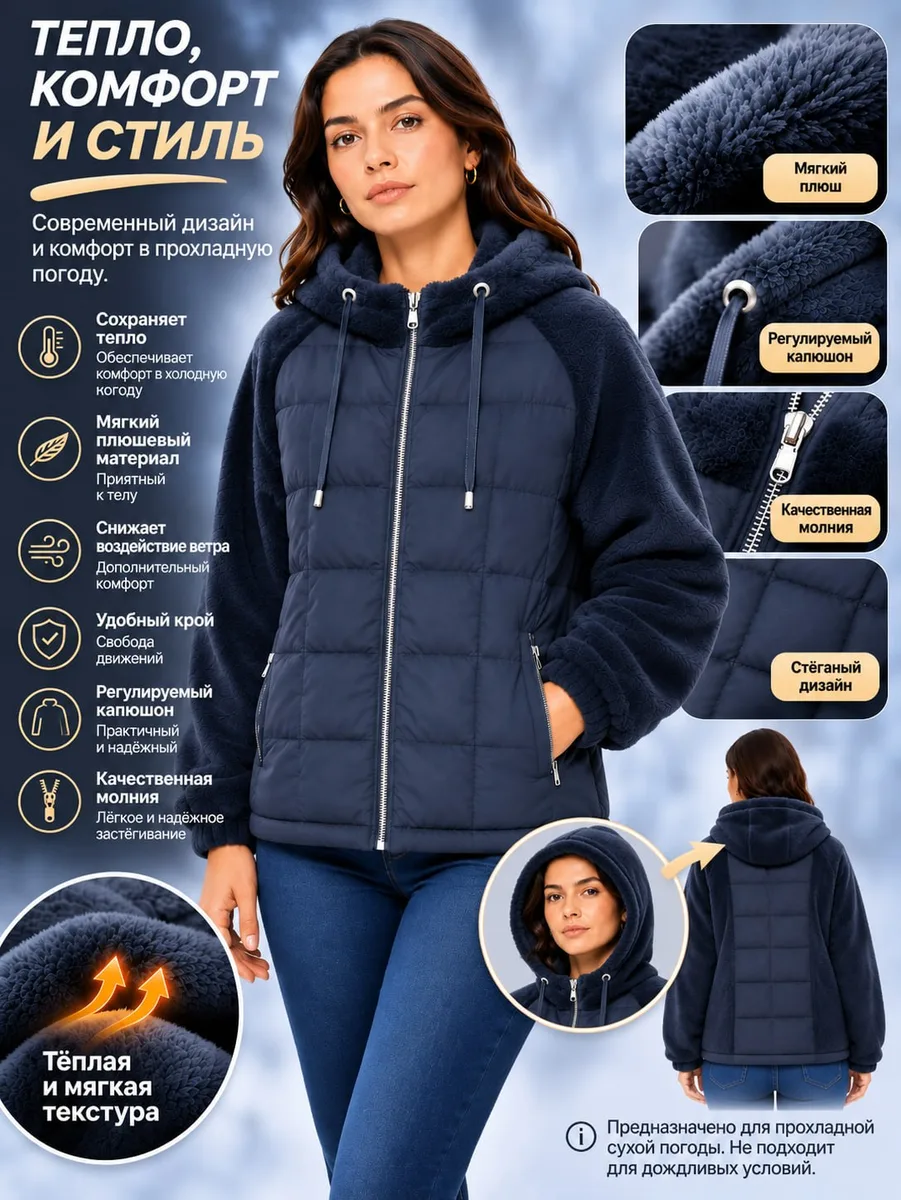 ТЕПЛО,
КОМФОРТ
И СТИЛЬ
Современный дизайн
и комфорт в прохладную
погоду.
Сохраняет
тепло
Обеспечивает
комфорт в холодную
когоду
Мягкий
плюшевый
материал
Приятный
к телу
Снижает
воздействие ветра
Дополнительный
комфорт
Удобный крой
Свобода
движений
Регулируемый
капюшон
Практичный
и надёжный
Качественная
молния
Лёгкое и надёжное
застёгивание
Тёплая
и мягкая
текстура
Мягкий
плюш
Регулируемый
капюшон
Качественная
молния
Стёганый
дизайн
Предназначено для прохладной
сухой погоды. Не подходит
для дождливых условий.